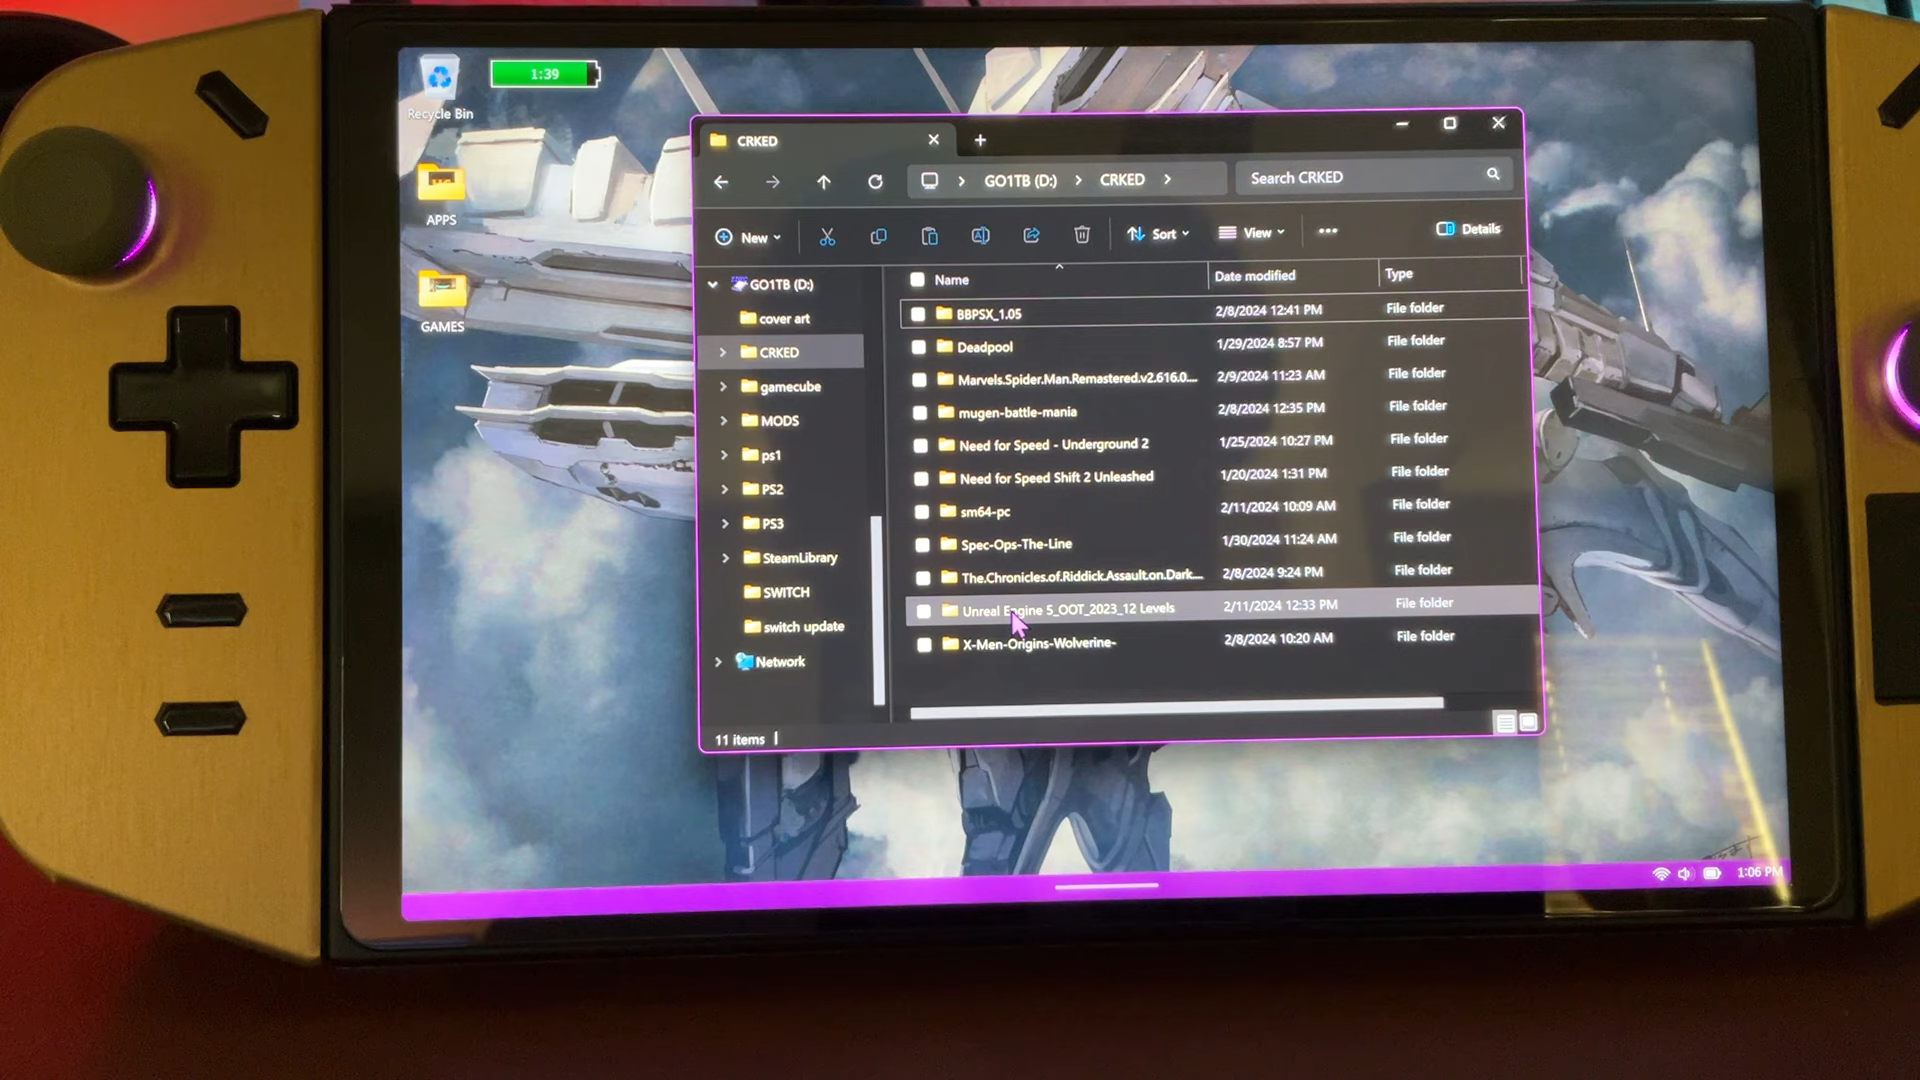 Recycle Bin
1:39
APPS
GAMES
CRKED
GO1TB (D:)
CRKED
Search CRKED
New
Sort
View
Details
GO1TB (D:)
cover art
CRKED
gamecube
MODS
ps1
PS2
PS3
SteamLibrary
SWITCH
switch update
Network
Name Date modified Type
BBPSX_1.05 2/8/2024 12:41 PM File folder
Deadpool 1/29/2024 8:57 PM File folder
Marvels.Spider.Man.Remastered.v2.616.0.... 2/9/2024 11:23 AM File folder
mugen-battle-mania 2/8/2024 12:35 PM File folder
Need for Speed - Underground 2 1/25/2024 10:27 PM File folder
Need for Speed Shift 2 Unleashed 1/20/2024 1:31 PM File folder
sm64-pc 2/11/2024 10:09 AM File folder
Spec-Ops-The-Line 1/30/2024 11:24 AM File folder
The.Chronicles.of.Riddick.Assault.on.Dark.... 2/8/2024 9:24 PM File folder
Unreal Engine 5_OOT_2023_12 Levels 2/11/2024 12:33 PM File folder
X-Men-Origins-Wolverine- 2/8/2024 10:20 AM File folder
11 items
1:06 PM